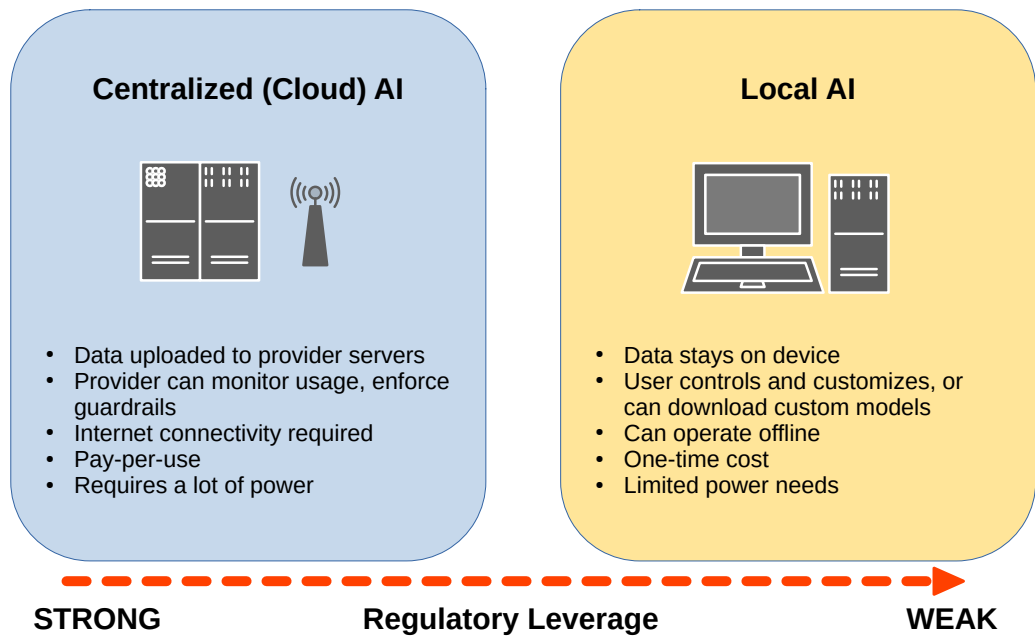 Centralized (Cloud) AI
• Data uploaded to provider servers
• Provider can monitor usage, enforce
guardrails
• Internet connectivity required
• Pay-per-use
• Requires a lot of power
Local AI
• Data stays on device
• User controls and customizes, or
can download custom models
• Can operate offline
• One-time cost
• Limited power needs
STRONG Regulatory Leverage WEAK